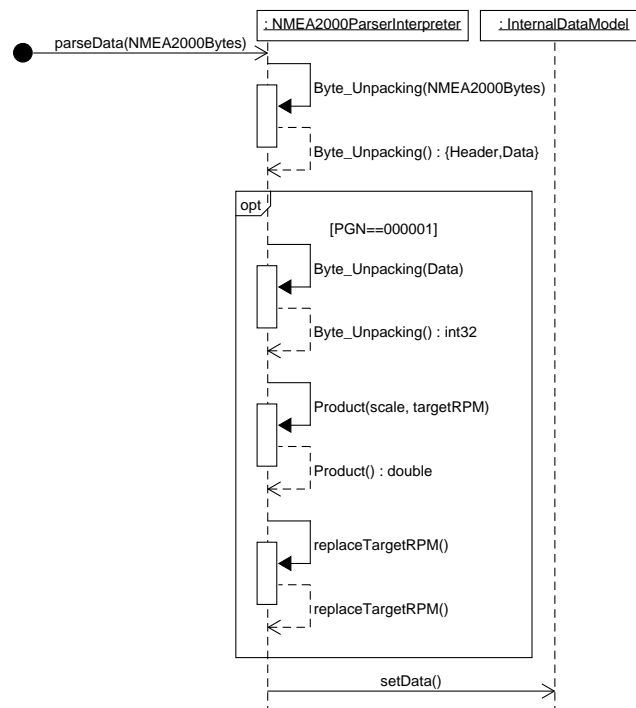 : NMEA2000ParserInterpreter
: InternalDataModel
parseData(NMEA2000Bytes)
Byte_Unpacking(NMEA2000Bytes)
Byte_Unpacking() : {Header,Data}
opt
[PGN==000001]
Byte_Unpacking(Data)
Byte_Unpacking() : int32
Product(scale, targetRPM)
Product() : double
replaceTargetRPM()
replaceTargetRPM()
setData()